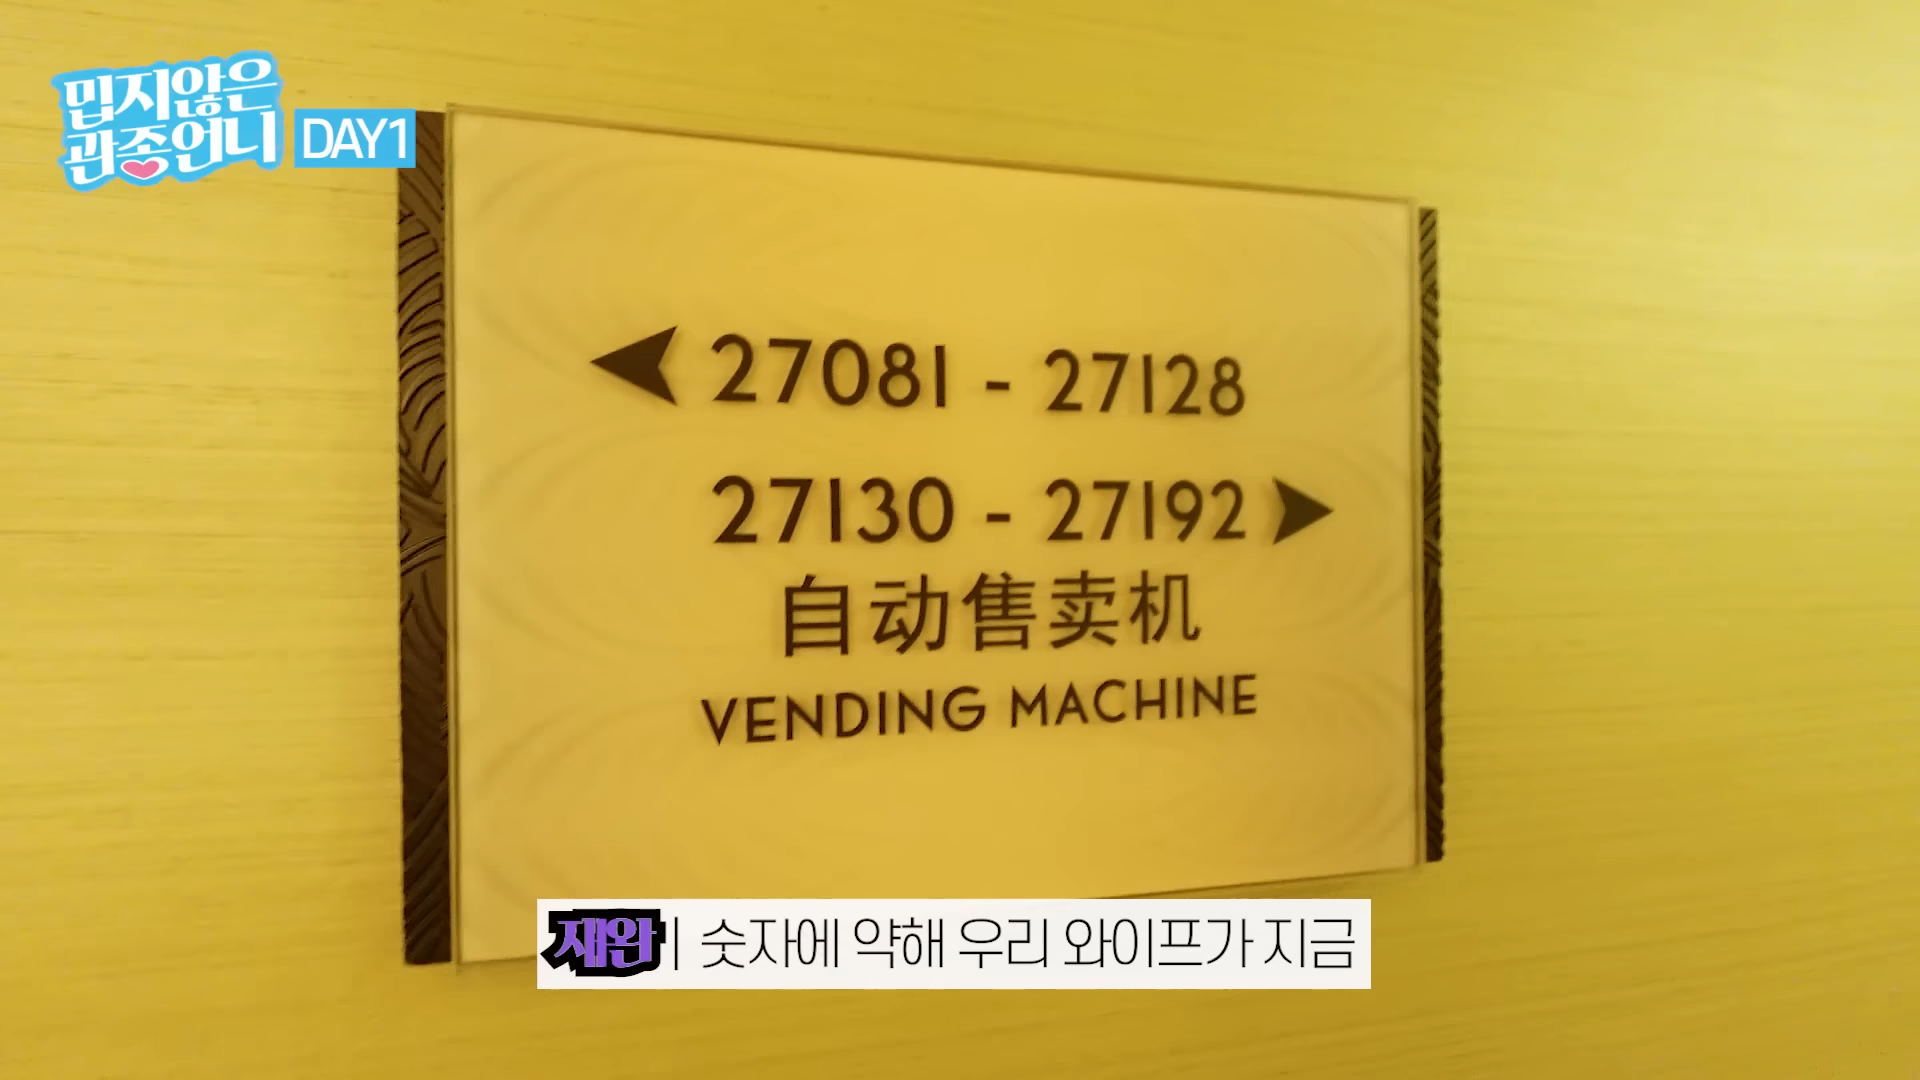 밉지않은
관종언니
DAY1
27081 - 27128
27130 - 27192
自动售卖机
VENDING MACHINE
재완 | 숫자에 약해 우리 와이프가 지금